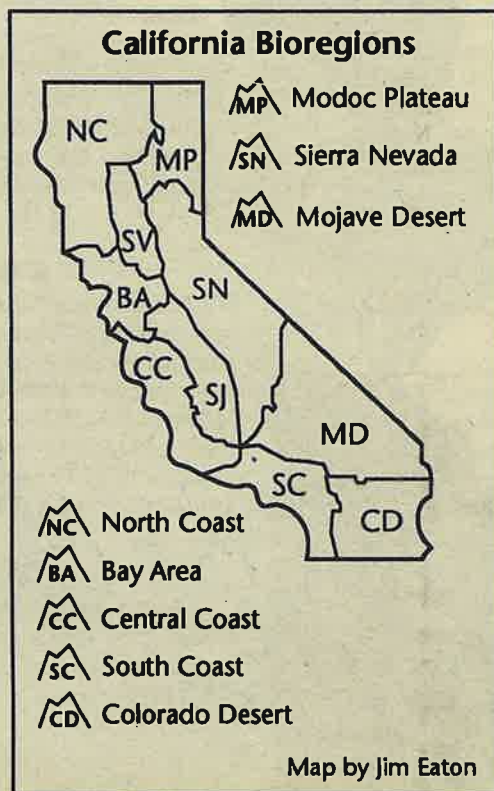 California Bioregions
MP Modoc Plateau
SN Sierra Nevada
MD Mojave Desert
NC
MP
SV
BA
SN
CC
SJ
MD
SC
CD
NC North Coast
BA Bay Area
CC Central Coast
SC South Coast
CD Colorado Desert
Map by Jim Eaton